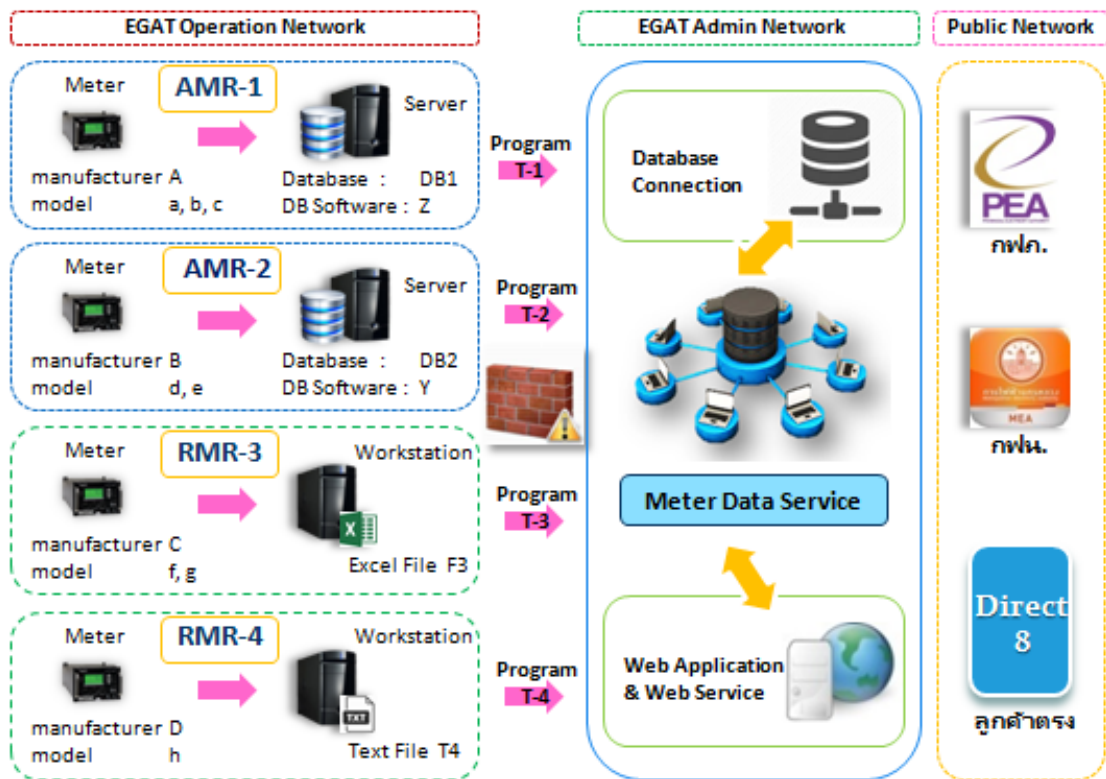 EGAT Operation Network
EGAT Admin Network
Public Network
Meter
AMR-1
Server
manufacturer A
model a, b, c
Database : DB1
DB Software : Z
Program
T-1
Meter
AMR-2
Server
manufacturer B
model d, e
Database : DB2
DB Software : Y
Program
T-2
Meter
RMR-3
Workstation
manufacturer C
model f, g
X
Excel File F3
Program
T-3
Meter
RMR-4
Workstation
manufacturer D
model h
TXT
Text File T4
Program
T-4
Database
Connection
Meter Data Service
Web Application
& Web Service
PEA
กฟภ.
MEA
กฟน.
Direct
8
ลูกค้าตรง